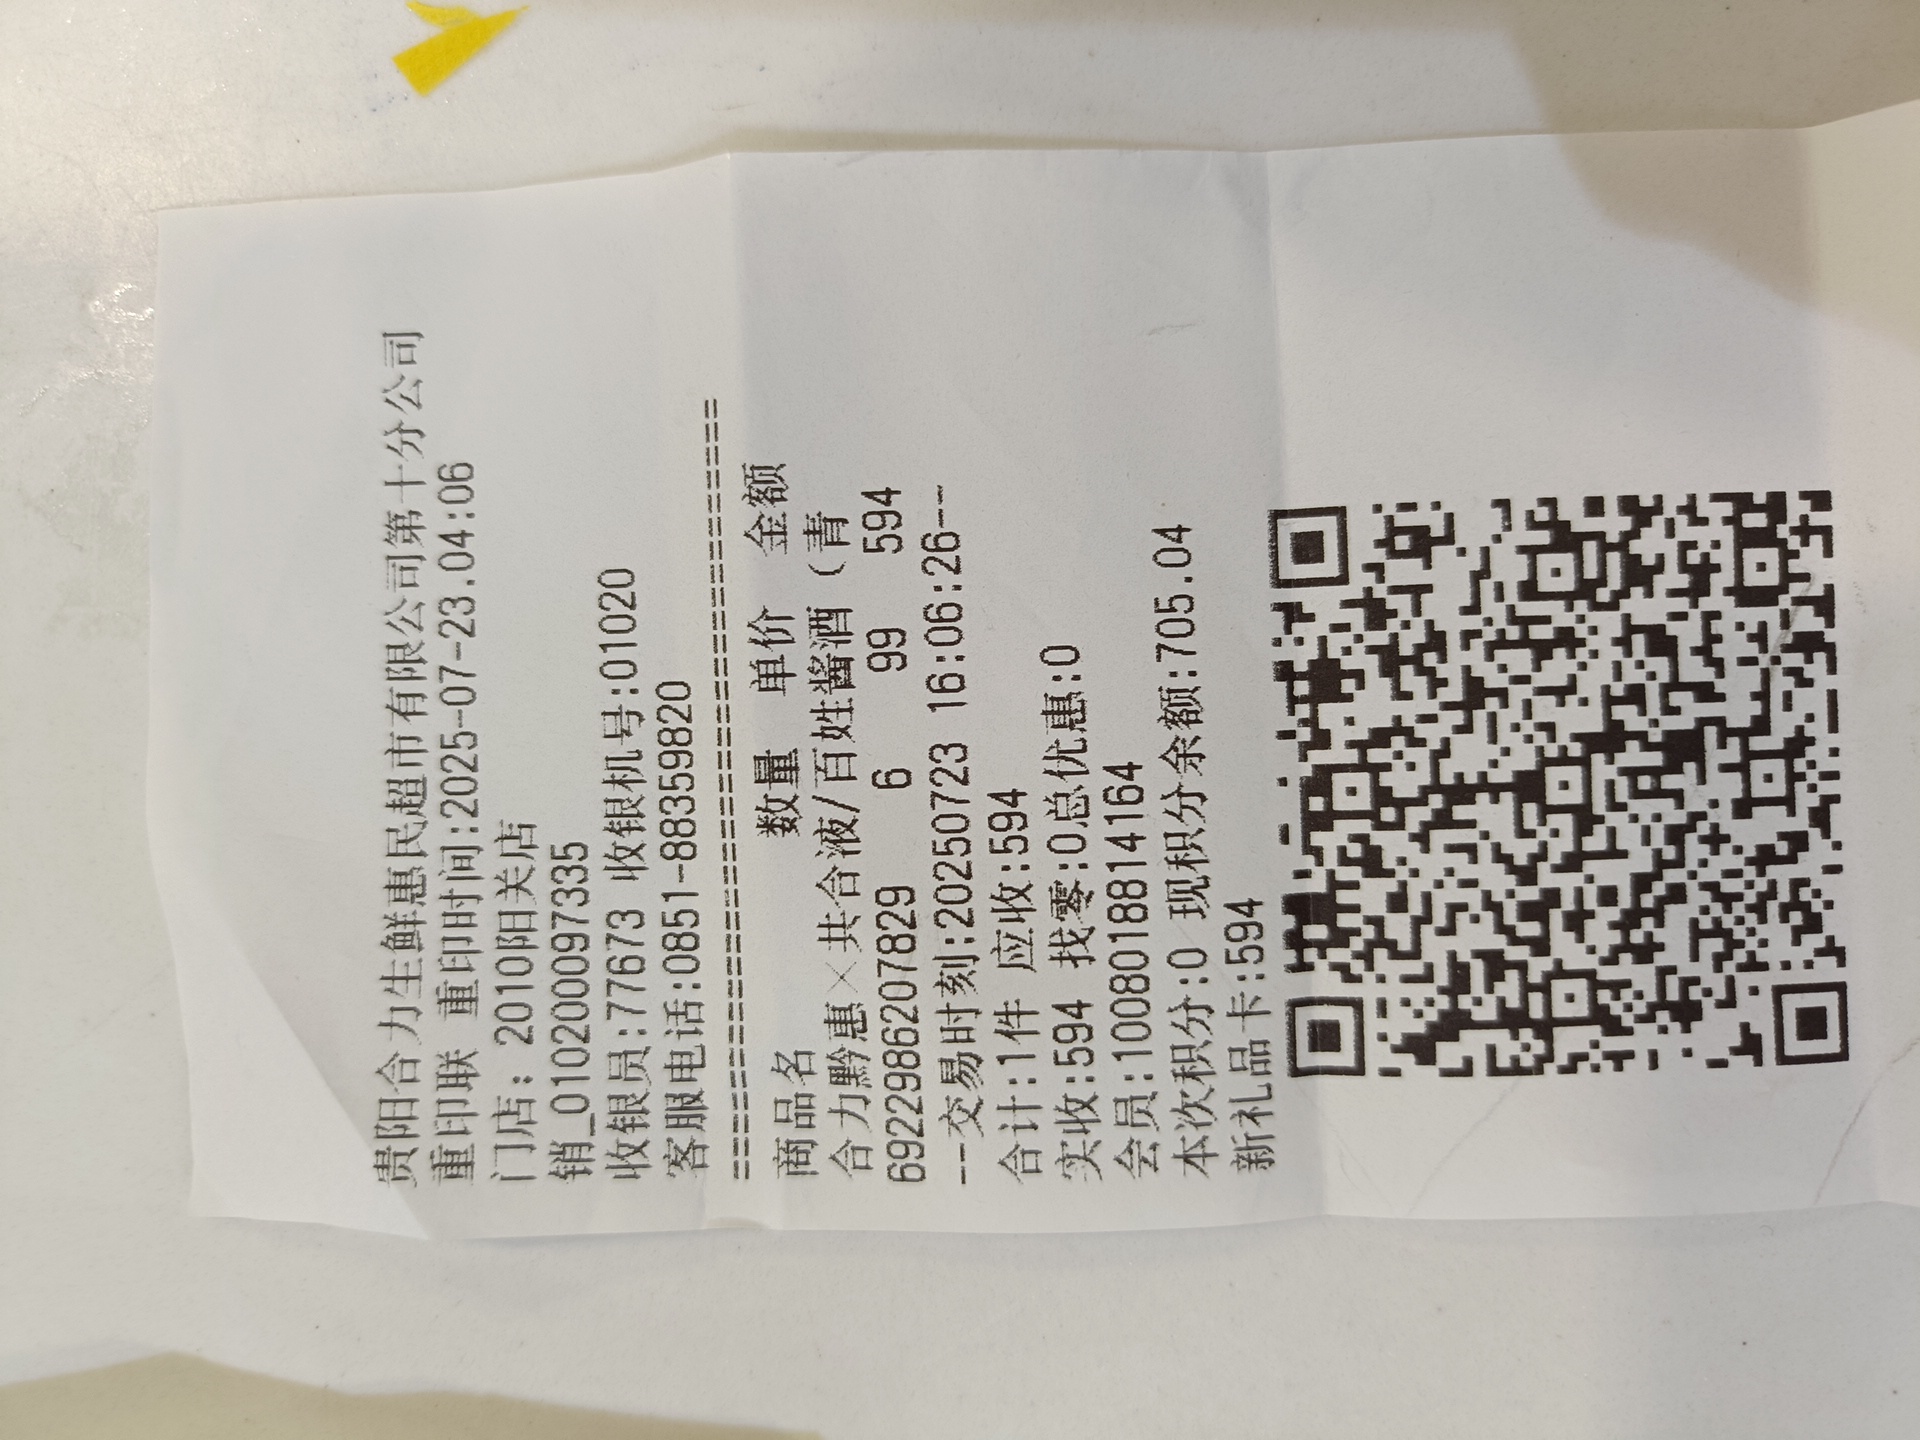 贵阳合力生鲜惠民超市有限公司第十分公司
重印联 重印时间:2025-07-23.04:06
门店: 2010阳关店
销_0102000097335
收银员:77673 收银机号:01020
客服电话:0851-88359820
========================================
商品名 数量 单价 金额
合力黔惠×共合液/百姓酱酒（青
6922986207829 6 99 594
--交易时刻:20250723 16:06:26--
合计:1件 应收:594
实收:594 找零:0总优惠:0
会员:1008018814164
本次积分:0 现积分余额:705.04
新礼品卡:594